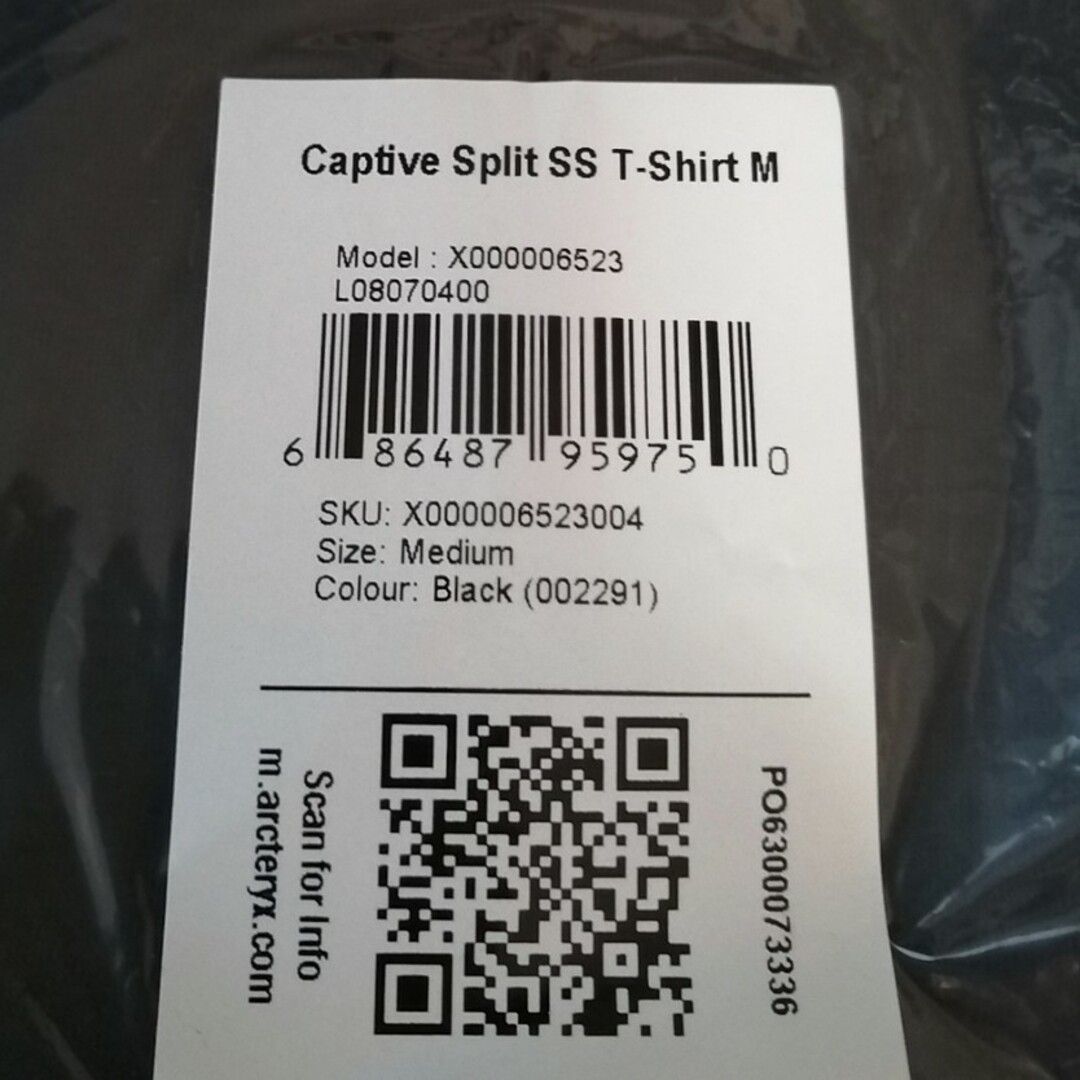 Captive Split SS T-Shirt M
Model : X000006523
L08070400
6 86487 95975 0
SKU: X000006523004
Size: Medium
Colour: Black (002291)
Scan for Info
m.arcteryx.com
PO6300073336